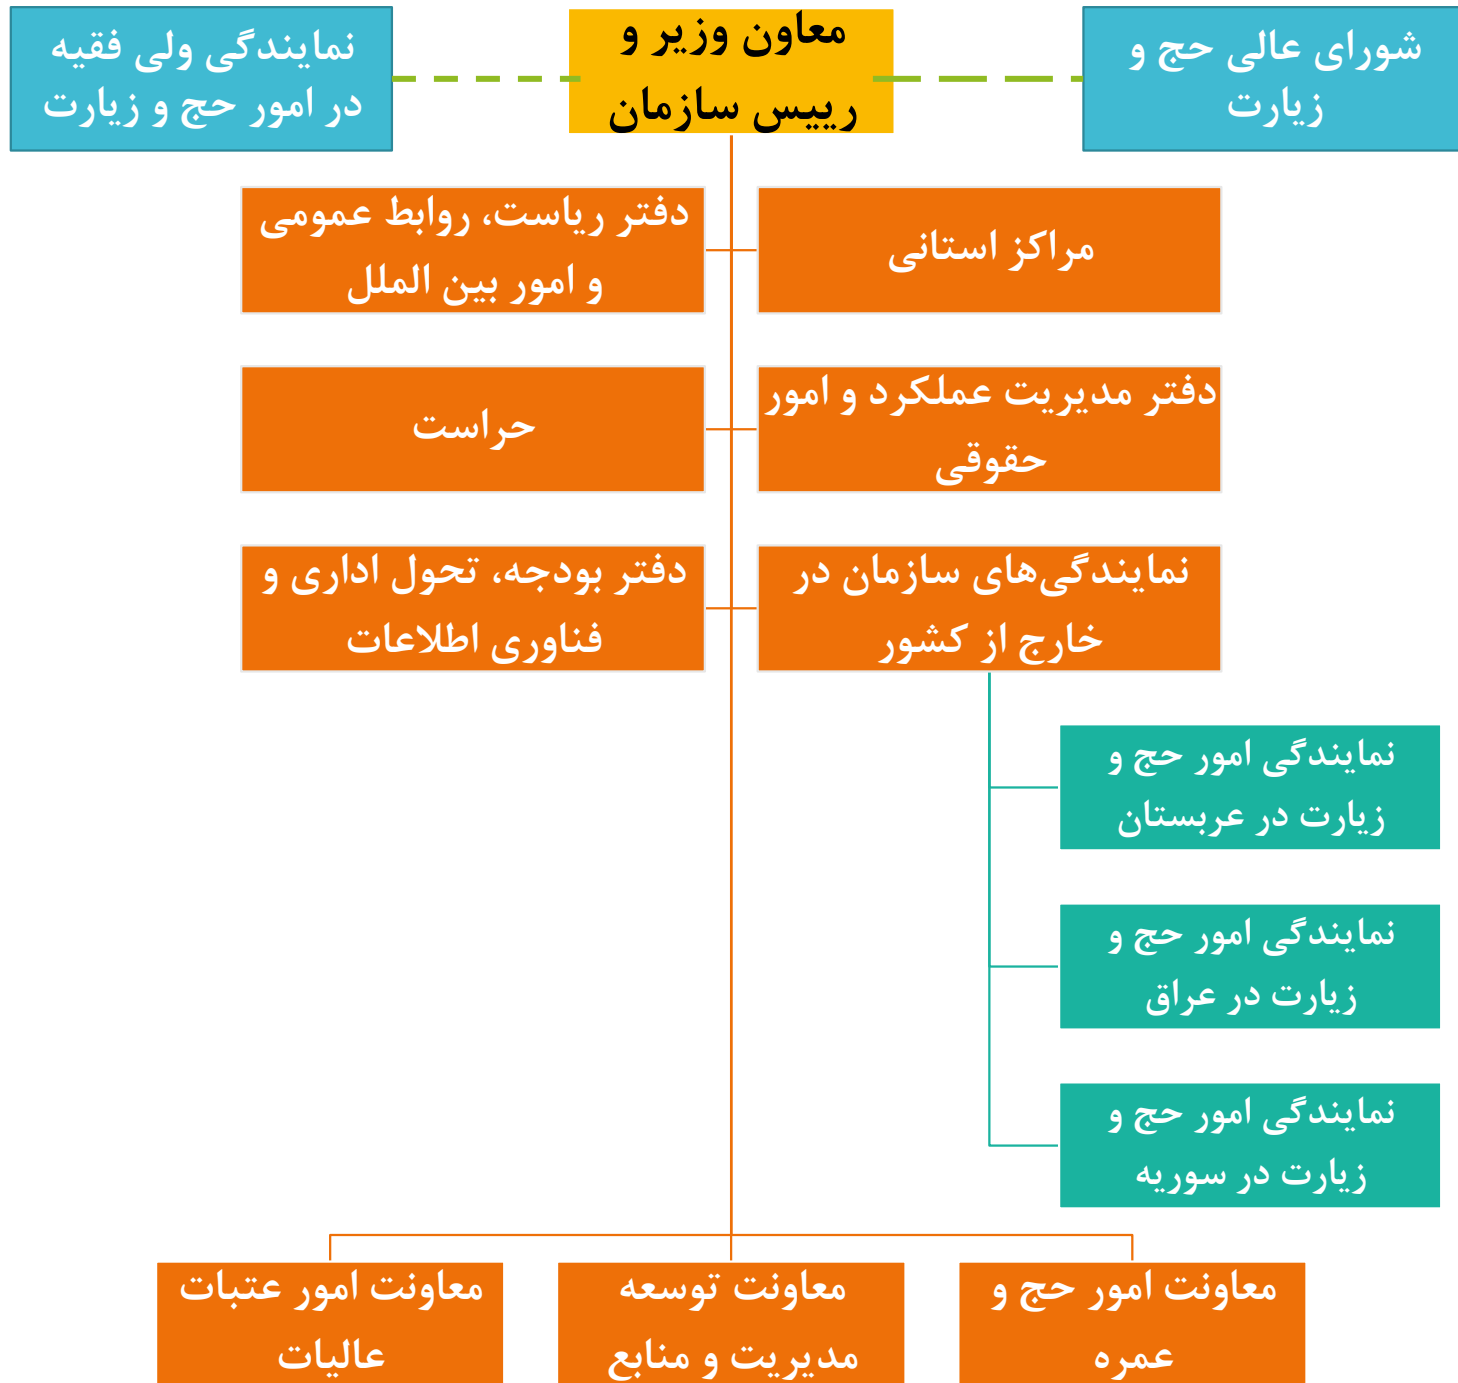 شورای عالی حج و
زیارت
معاون وزیر و
رییس سازمان
نمایندگی ولی فقیه
در امور حج و زیارت
مراکز استانی
دفتر ریاست، روابط عمومی
و امور بین الملل
دفتر مدیریت عملکرد و امور
حقوقی
حراست
نمایندگی‌های سازمان در
خارج از کشور
دفتر بودجه، تحول اداری و
فناوری اطلاعات
نمایندگی امور حج و
زیارت در عربستان
نمایندگی امور حج و
زیارت در عراق
نمایندگی امور حج و
زیارت در سوریه
معاونت امور حج و
عمره
معاونت توسعه
مدیریت و منابع
معاونت امور عتبات
عالیات